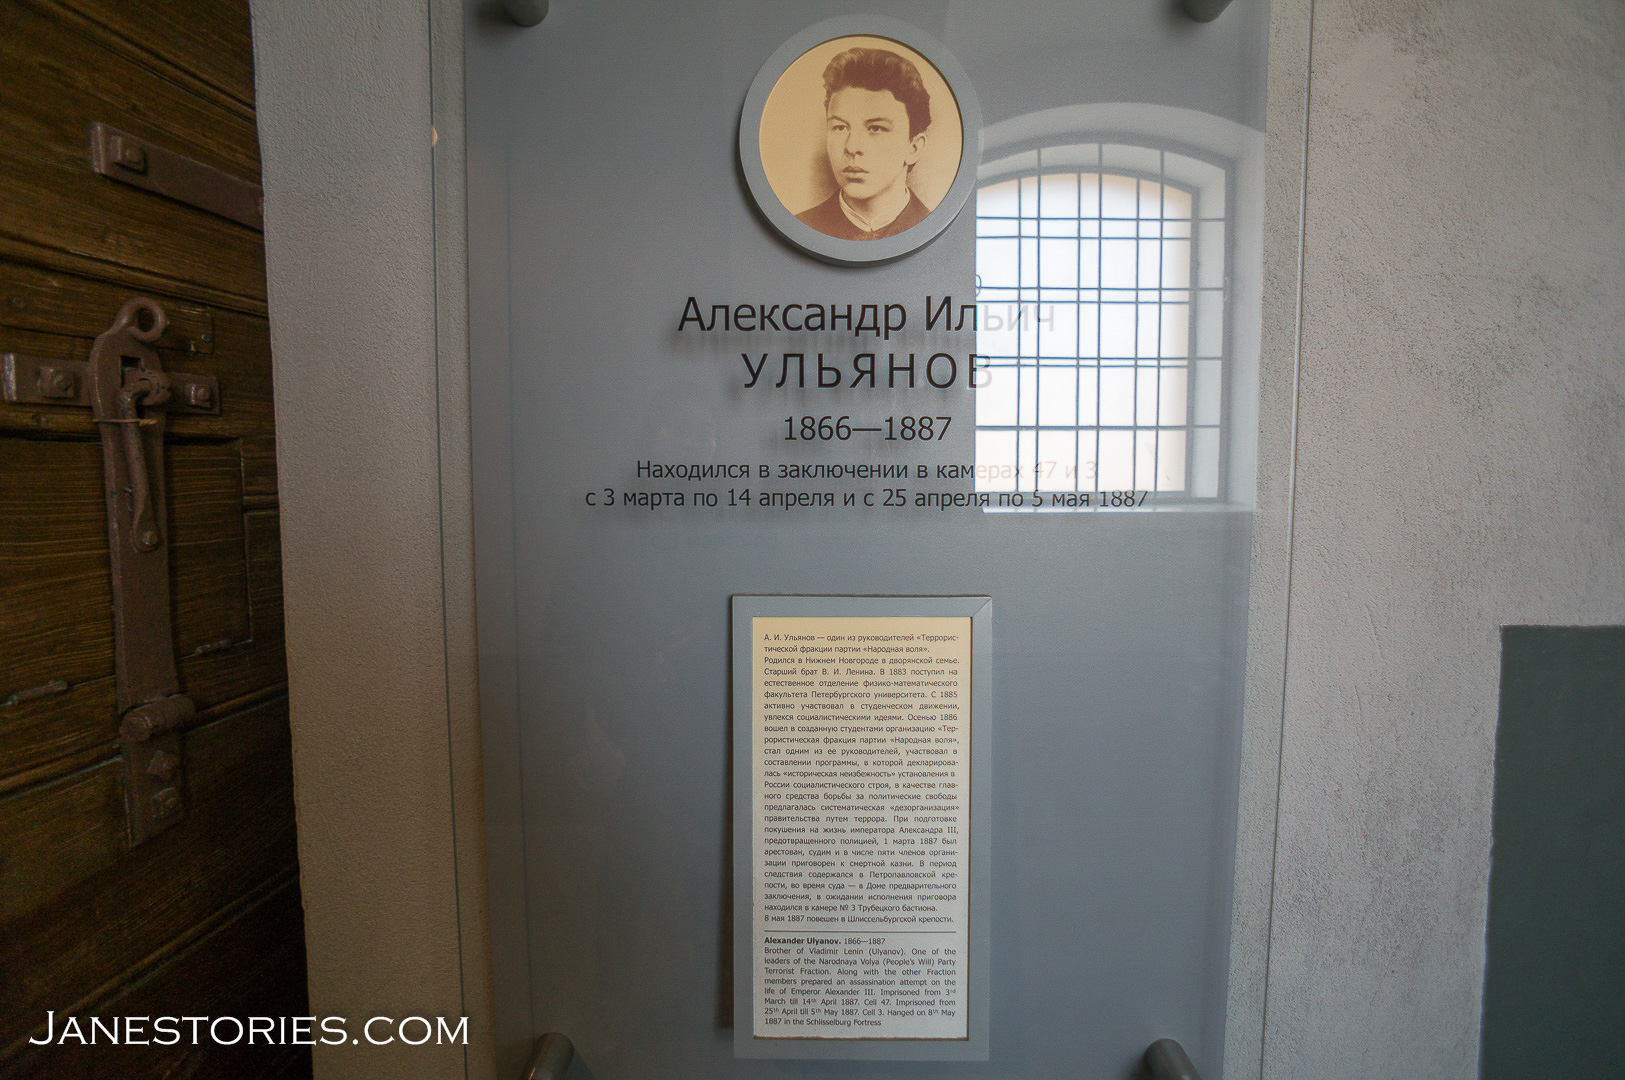 Александр Ильич
УЛЬЯНОВ
1866—1887
Находился в заключении в камерах 47 и 3
с 3 марта по 14 апреля и с 25 апреля по 5 мая 1887
А. И. Ульянов — один из руководителей «Террорис-
тической фракции партии «Народная воля».
Родился в Нижнем Новгороде в дворянской семье.
Старший брат В. И. Ленина. В 1883 поступил на
естественное отделение физико-математического
факультета Петербургского университета. С 1885
активно участвовал в студенческом движении,
увлекся социалистическими идеями. Осенью 1886
вошел в созданную студентами организацию «Тер-
рористическая фракция партии «Народная воля»,
стал одним из ее руководителей, участвовал в
составлении программы, в которой декларирова-
лась «историческая неизбежность» установления в
России социалистического строя, в качестве глав-
ного средства борьбы за политические свободы
предлагалась систематическая «дезорганизация»
правительства путем террора. При подготовке
покушения на жизнь императора Александра III,
предотвращенного полицией, 1 марта 1887 был
арестован, судим и в числе пяти членов органи-
зации приговорен к смертной казни. В период
следствия содержался в Петропавловской кре-
пости, во время суда — в Доме предварительного
заключения, в ожидании исполнения приговора
находился в камере № 3 Трубецкого бастиона.
8 мая 1887 повешен в Шлиссельбургской крепости.
Alexander Ulyanov. 1866—1887
Brother of Vladimir Lenin (Ulyanov). One of the
leaders of the Narodnaya Volya (People's Will) Party
Terrorist Fraction. Along with the other Fraction
members prepared an assassination attempt on the
life of Emperor Alexander III. Imprisoned from 3rd
March till 14th April 1887. Cell 47. Imprisoned from
25th April till 5th May 1887. Cell 3. Hanged on 8th May
1887 in the Schlisselburg Fortress
JANESTORIES.COM